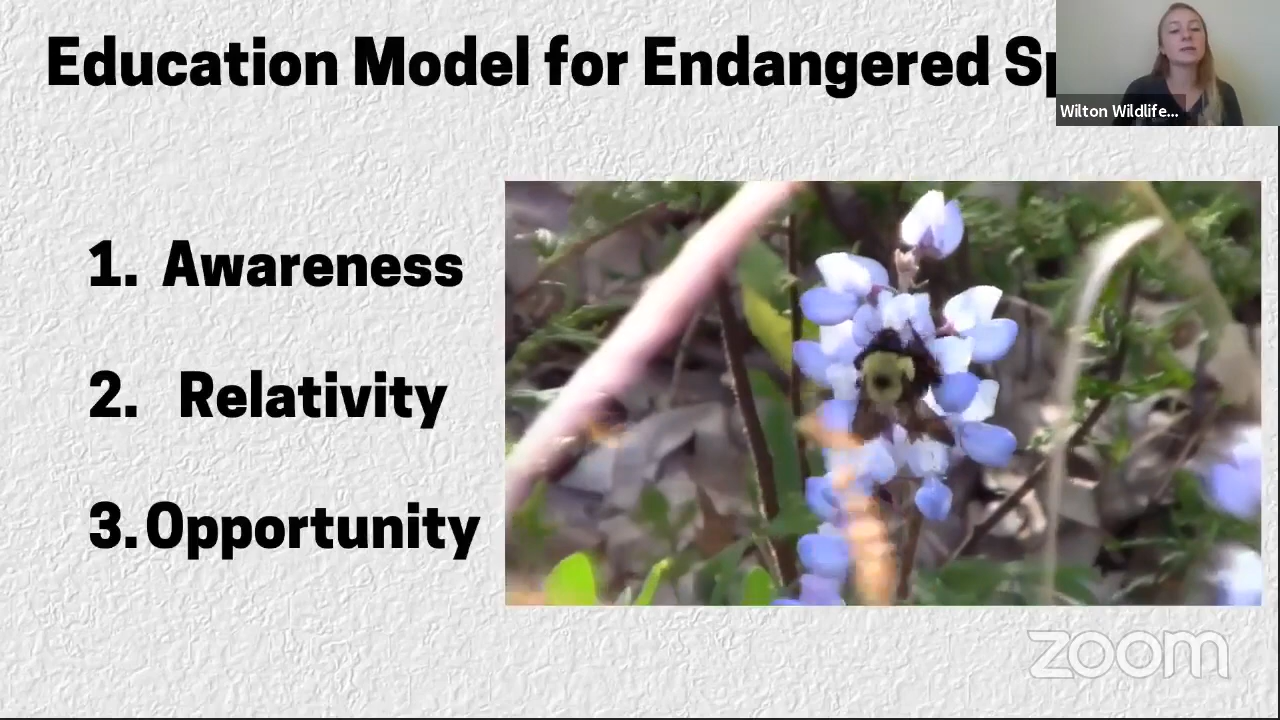 Education Model for Endangered Sp
Wilton Wildlife...
1. Awareness
2. Relativity
3. Opportunity
zoom